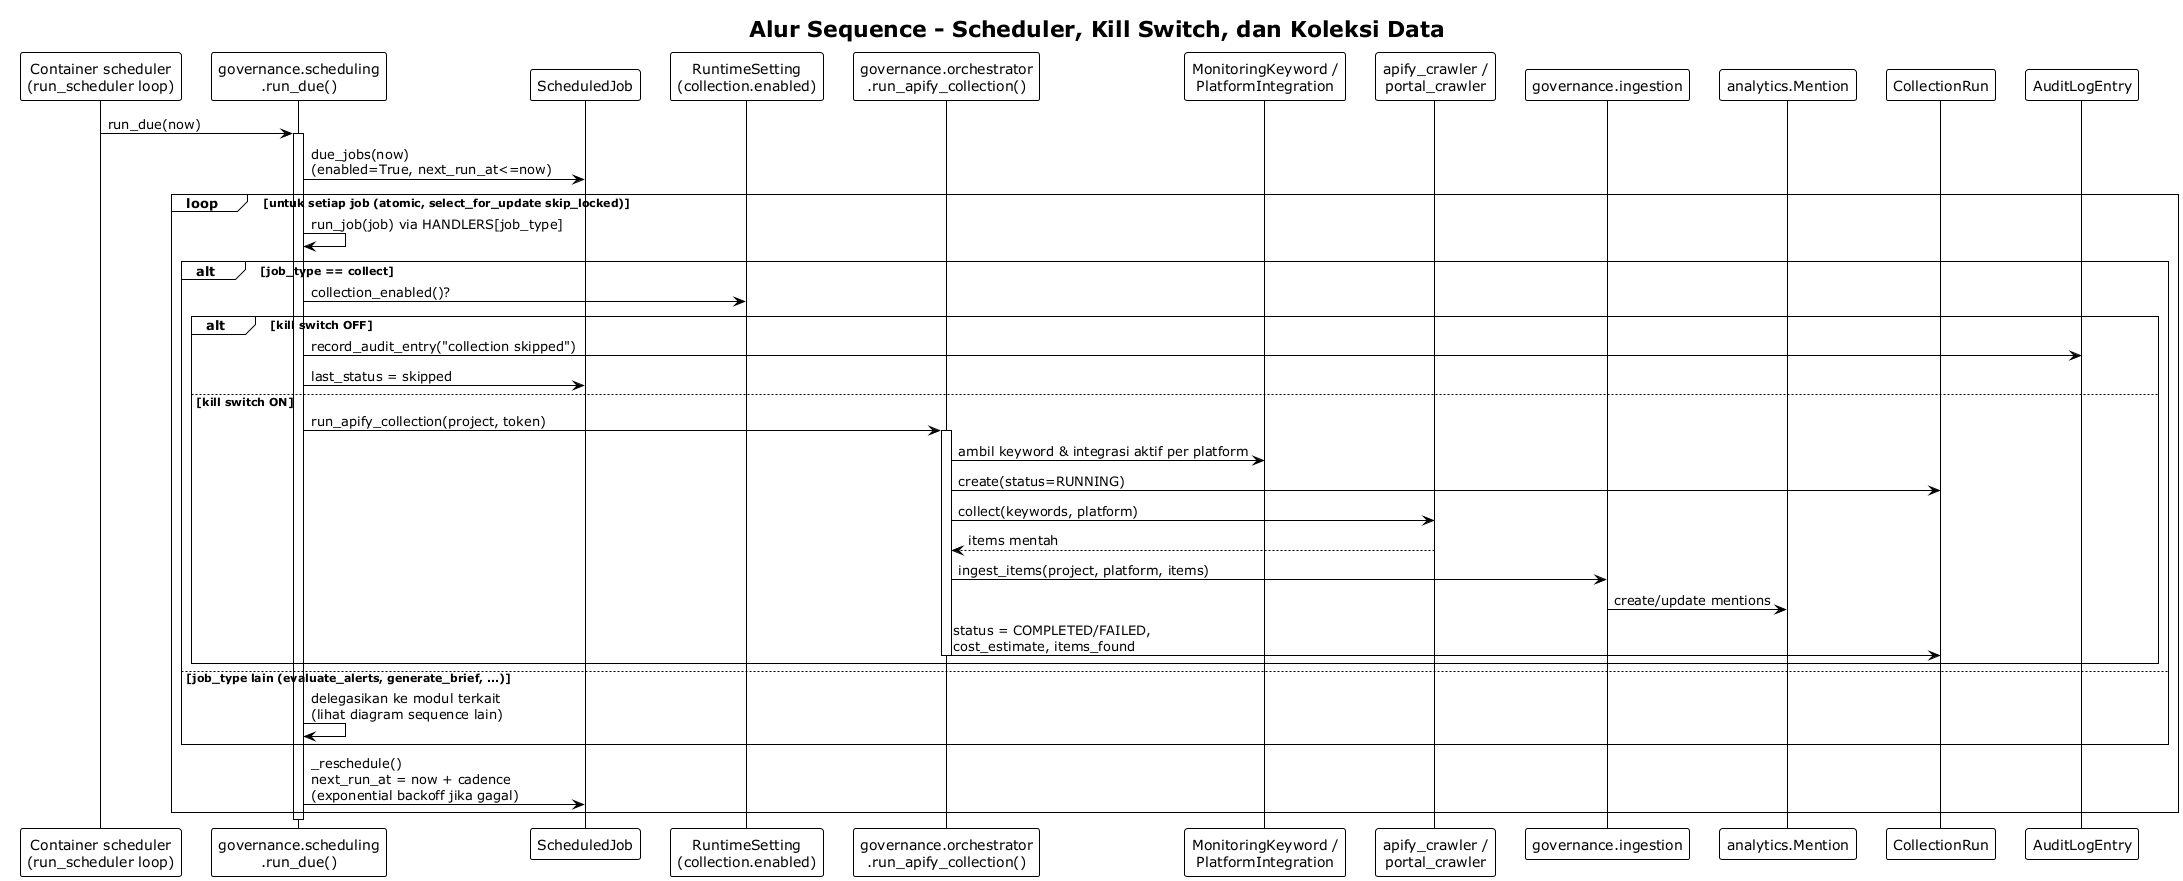 Alur Sequence - Scheduler, Kill Switch, dan Koleksi Data
Container scheduler
(run_scheduler loop)
governance.scheduling
.run_due()
ScheduledJob
RuntimeSetting
(collection.enabled)
governance.orchestrator
.run_apify_collection()
MonitoringKeyword /
PlatformIntegration
apify_crawler /
portal_crawler
governance.ingestion
analytics.Mention
CollectionRun
AuditLogEntry
run_due(now)
due_jobs(now)
(enabled=True, next_run_at<=now)
loop [untuk setiap job (atomic, select_for_update skip_locked)]
run_job(job) via HANDLERS[job_type]
alt [job_type == collect]
collection_enabled()?
alt [kill switch OFF]
record_audit_entry("collection skipped")
last_status = skipped
[kill switch ON]
run_apify_collection(project, token)
ambil keyword & integrasi aktif per platform
create(status=RUNNING)
collect(keywords, platform)
items mentah
ingest_items(project, platform, items)
create/update mentions
status = COMPLETED/FAILED,
cost_estimate, items_found
[job_type lain (evaluate_alerts, generate_brief, ...)]
delegasikan ke modul terkait
(lihat diagram sequence lain)
_reschedule()
next_run_at = now + cadence
(exponential backoff jika gagal)
Container scheduler
(run_scheduler loop)
governance.scheduling
.run_due()
ScheduledJob
RuntimeSetting
(collection.enabled)
governance.orchestrator
.run_apify_collection()
MonitoringKeyword /
PlatformIntegration
apify_crawler /
portal_crawler
governance.ingestion
analytics.Mention
CollectionRun
AuditLogEntry